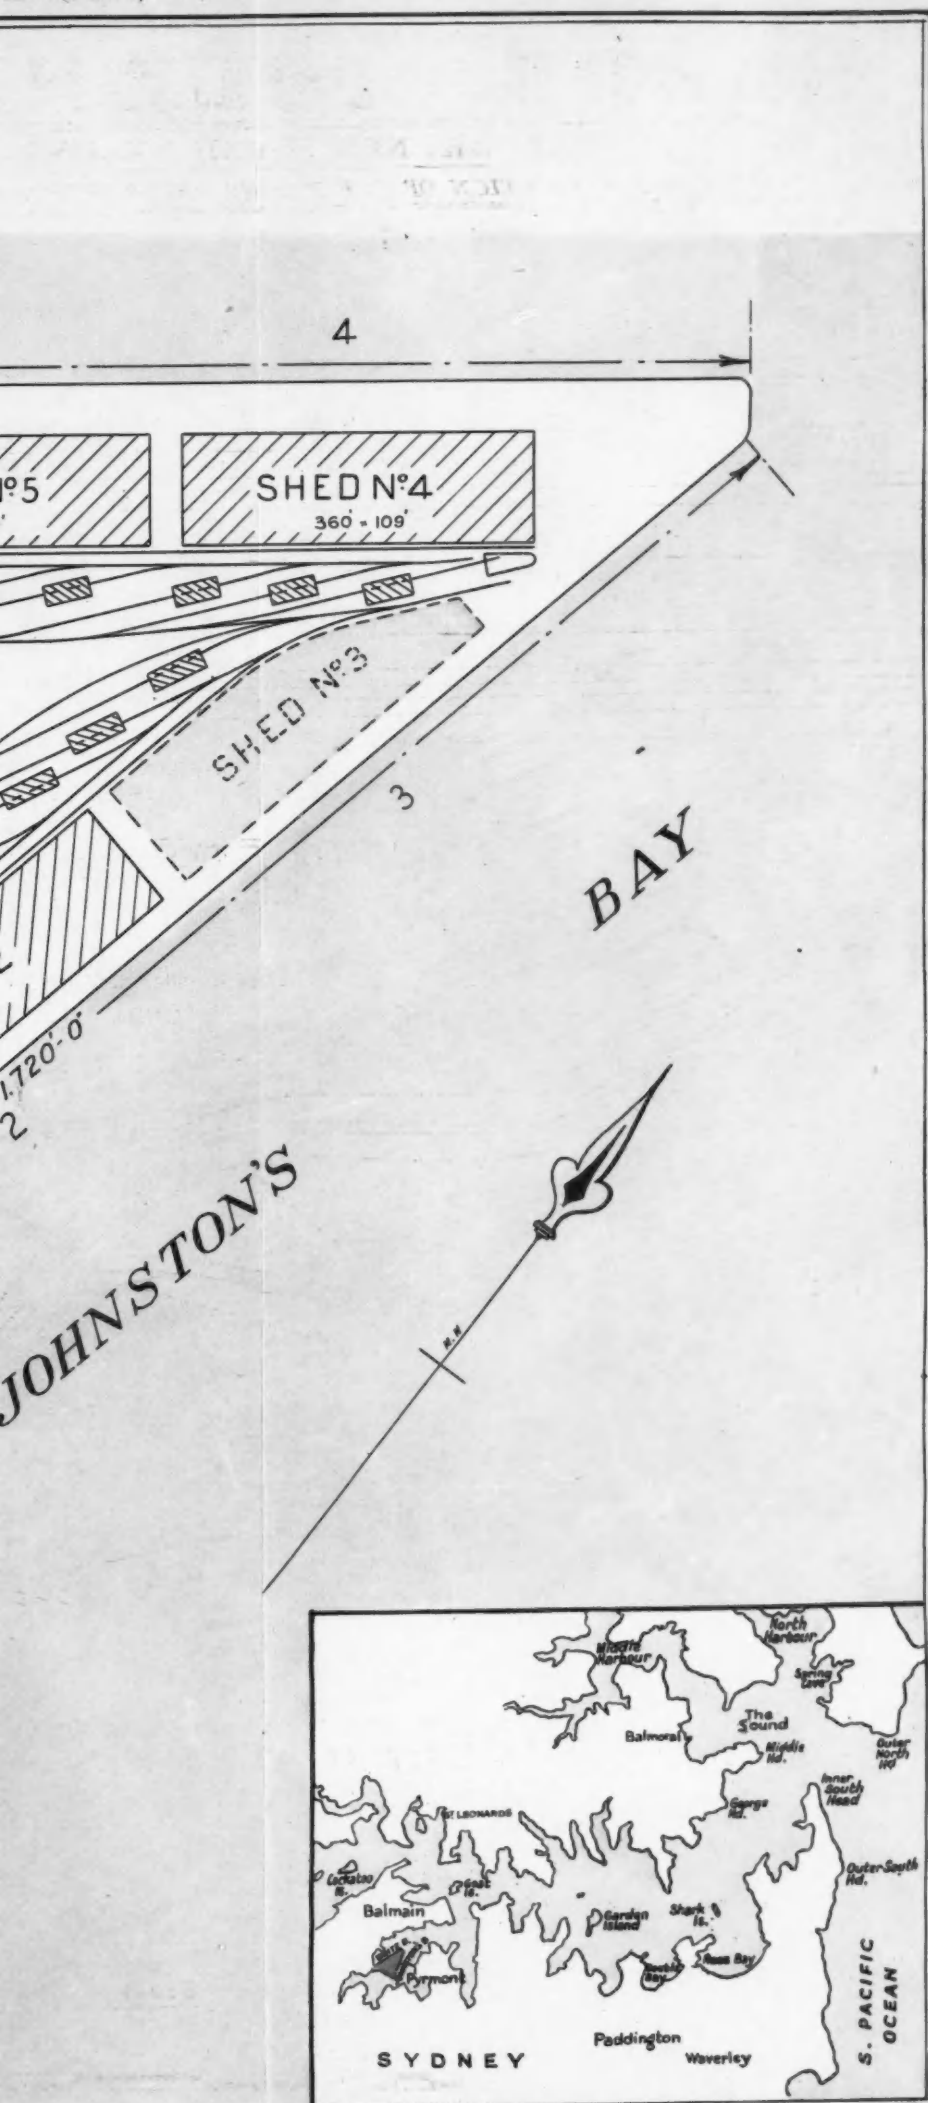 4
Nº5
SHED Nº4
360' × 109'
SHED Nº3
3
BAY
1,720'-0"
2
JOHNSTON'S
M.N
North
Harbour
Middle
Harbour
Spring
Cove
The
Sound
Balmoral
Middle
Hd.
Outer
North
Hd
Inner
South
Head
George
Hd.
ST LEONARDS
Outer South
Hd.
Cockatoo
Is.
Goat
Is.
Balmain
Garden
Island
Shark
Is.
Pyrmont
Double
Bay
Rose Bay
S. PACIFIC
OCEAN
Paddington
SYDNEY
Waverley